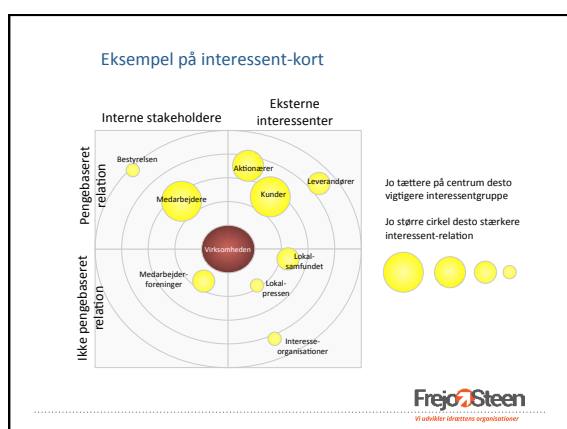 Eksempel på interessent-kort
Interne stakeholdere
Eksterne
interessenter
Pengebaseret
relation
Ikke pengebaseret
relation
Bestyrelsen
Aktionærer
Leverandører
Medarbejdere
Kunder
Virksomheden
Lokal-
samfundet
Medarbejder-
foreninger
Lokal-
pressen
Interesse-
organisationer
Jo tættere på centrum desto
vigtigere interessentgruppe
Jo større cirkel desto stærkere
interessent-relation
Frejo Steen
Vi udvikler idrættens organisationer